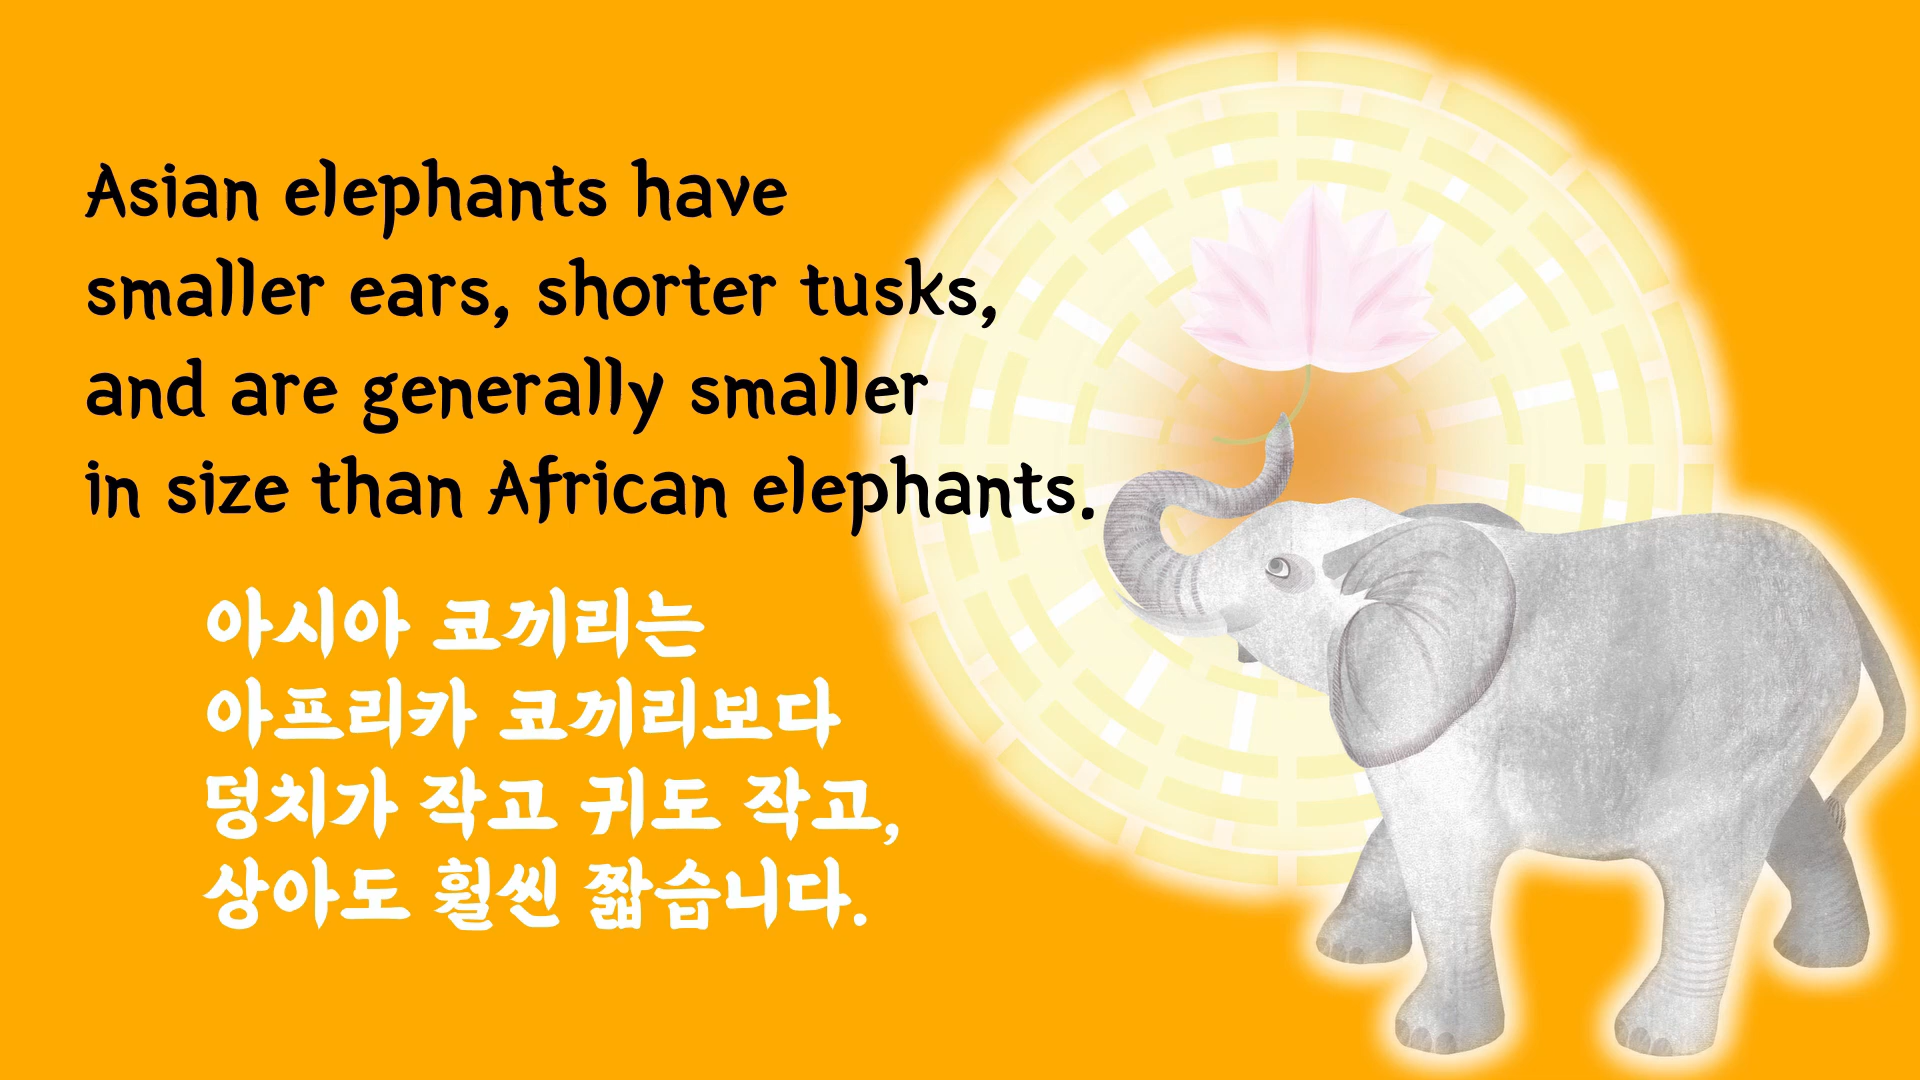 Asian elephants have
smaller ears, shorter tusks,
and are generally smaller
in size than African elephants.
아시아 코끼리는
아프리카 코끼리보다
덩치가 작고 귀도 작고,
상아도 훨씬 짧습니다.